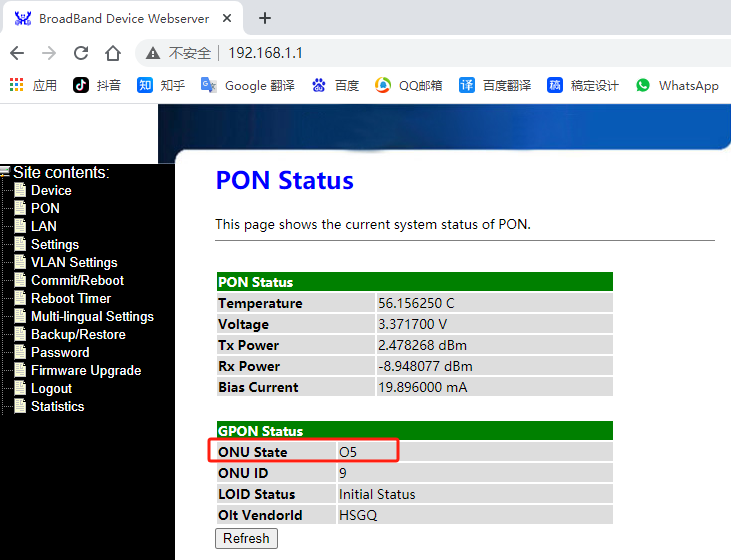 BroadBand Device Webserver
不安全 192.168.1.1
应用 抖音 知 知乎 Google 翻译 百度 QQ邮箱 译 百度翻译 稿 稿定设计 WhatsApp
Site contents:
Device
PON
LAN
Settings
VLAN Settings
Commit/Reboot
Reboot Timer
Multi-lingual Settings
Backup/Restore
Password
Firmware Upgrade
Logout
Statistics
PON Status
This page shows the current system status of PON.
PON Status
Temperature 56.156250 C
Voltage 3.371700 V
Tx Power 2.478268 dBm
Rx Power -8.948077 dBm
Bias Current 19.896000 mA
GPON Status
ONU State O5
ONU ID 9
LOID Status Initial Status
Olt VendorId HSGQ
Refresh